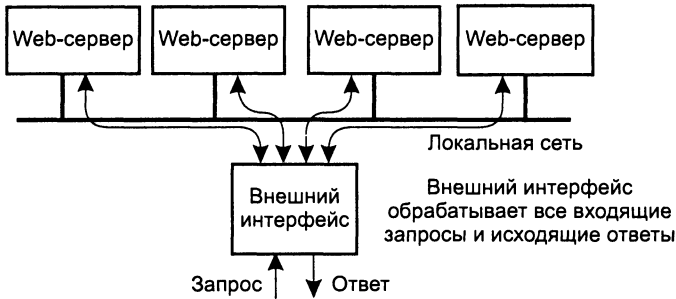 Web-сервер
Web-сервер
Web-сервер
Web-сервер
Локальная сеть
Внешний
интерфейс
Внешний интерфейс
обрабатывает все входящие
запросы и исходящие ответы
Запрос
Ответ